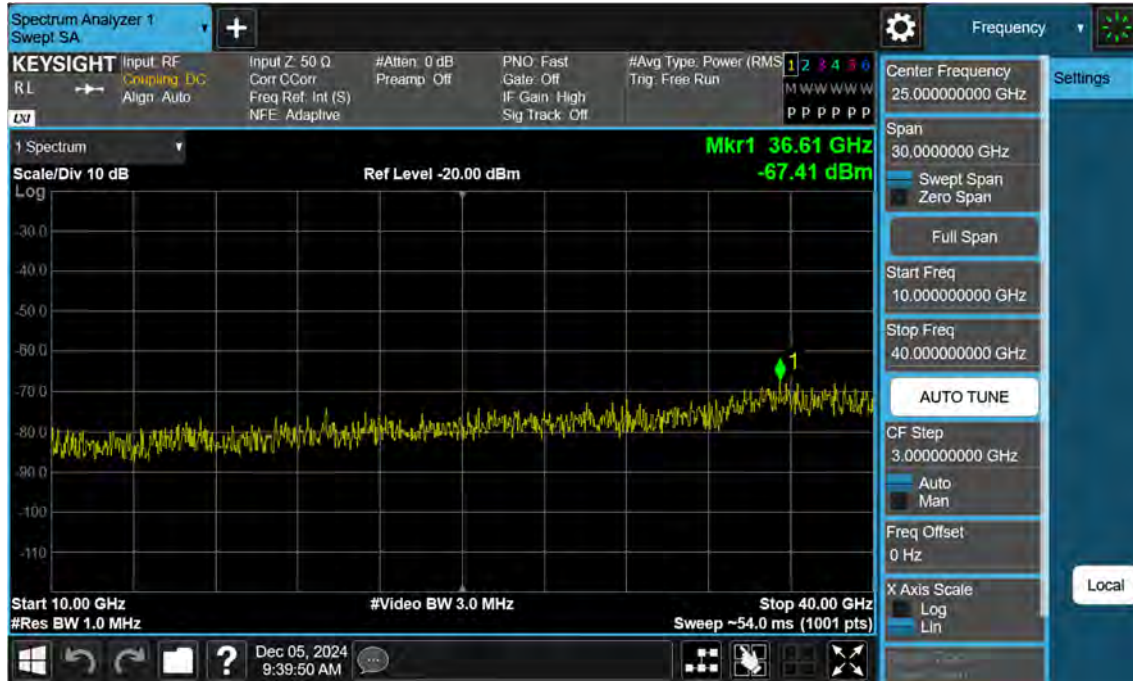 Spectrum Analyzer 1
Swept SA
+
Frequency
KEYSIGHT
RL
LXI
Input: RF
Coupling: DC
Align: Auto
Input Z: 50 Ω
Corr CCorr
Freq Ref: Int (S)
NFE: Adaptive
#Atten: 0 dB
Preamp: Off
PNO: Fast
Gate: Off
IF Gain: High
Sig Track: Off
#Avg Type: Power (RMS
Trig: Free Run
1 2 3 4 5 6
M W W W W W
P P P P P P
1 Spectrum
Scale/Div 10 dB
Ref Level -20.00 dBm
Mkr1 36.61 GHz
-67.41 dBm
Log
-30.0
-40.0
-50.0
-60.0
-70.0
-80.0
-90.0
-100
-110
1
Start 10.00 GHz
#Res BW 1.0 MHz
#Video BW 3.0 MHz
Stop 40.00 GHz
Sweep ~54.0 ms (1001 pts)
?
Dec 05, 2024
9:39:50 AM
Center Frequency
25.000000000 GHz
Span
30.0000000 GHz
Swept Span
Zero Span
Full Span
Start Freq
10.000000000 GHz
Stop Freq
40.000000000 GHz
AUTO TUNE
CF Step
3.000000000 GHz
Auto
Man
Freq Offset
0 Hz
X Axis Scale
Log
Lin
Settings
Local